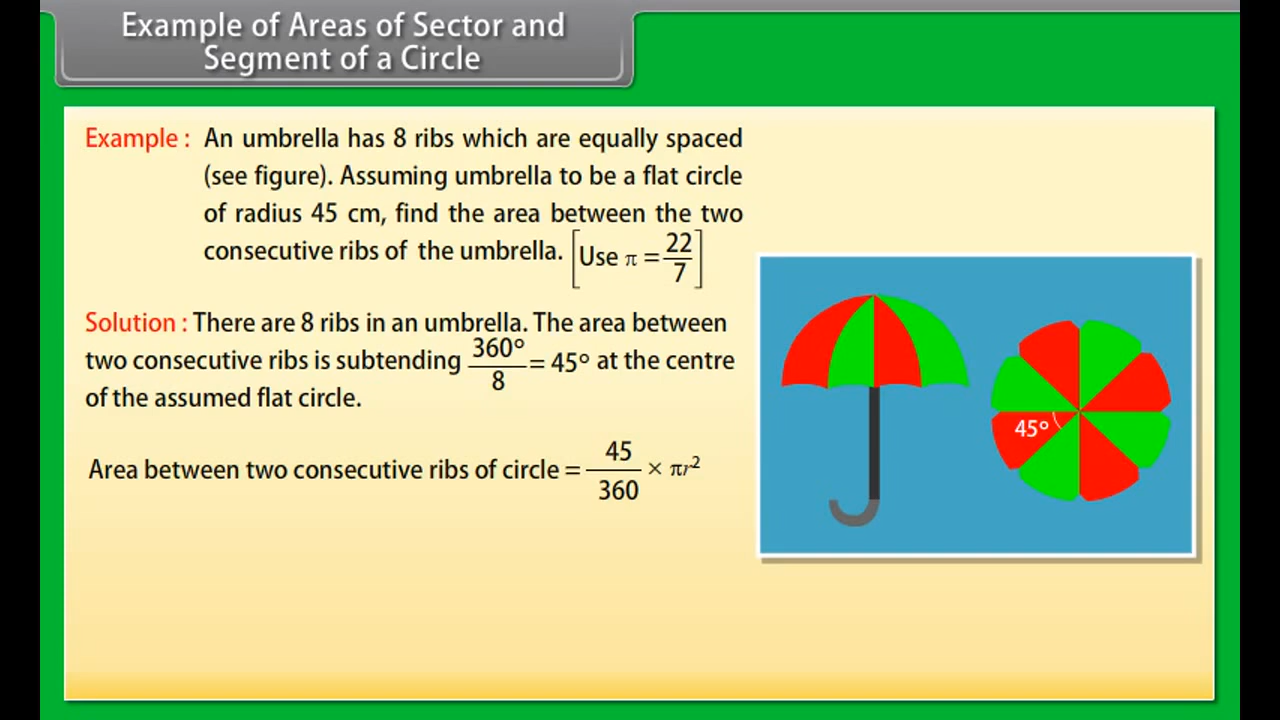 Example of Areas of Sector and
Segment of a Circle
Example : An umbrella has 8 ribs which are equally spaced
(see figure). Assuming umbrella to be a flat circle
of radius 45 cm, find the area between the two
consecutive ribs of the umbrella. [Use π = 22/7]
Solution : There are 8 ribs in an umbrella. The area between
two consecutive ribs is subtending 360°/8 = 45° at the centre
of the assumed flat circle.
Area between two consecutive ribs of circle = 45/360 × πr²
45°